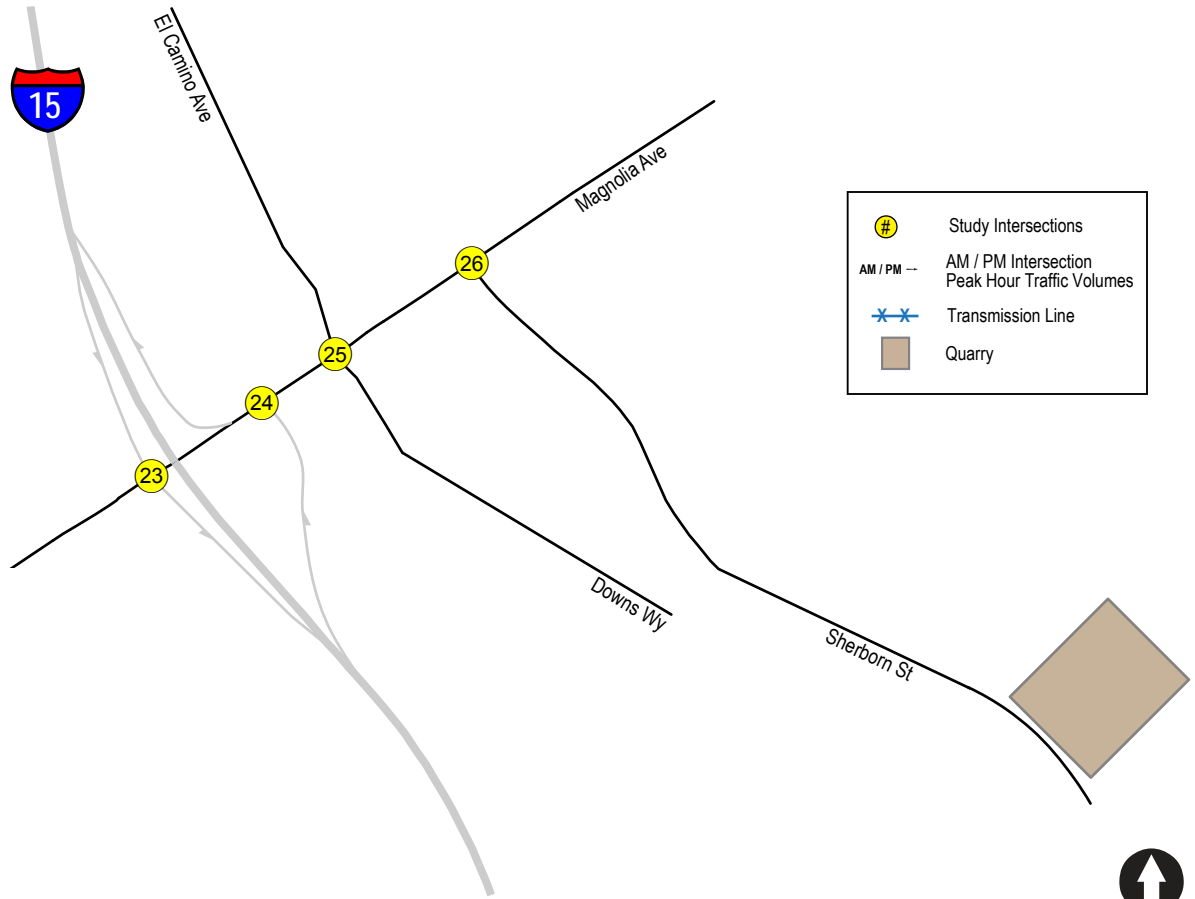 El Camino Ave
15
Magnolia Ave
# Study Intersections
AM / PM → AM / PM Intersection
Peak Hour Traffic Volumes
X X Transmission Line
Quarry
26
25
24
23
Downs Wy
Sherborn St